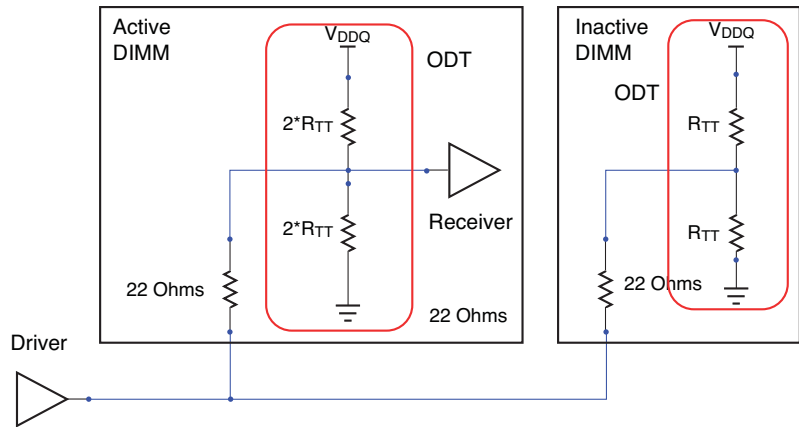 Active
DIMM
VDDQ
ODT
2*RTT
Receiver
2*RTT
22 Ohms
22 Ohms
Driver
Inactive
DIMM
VDDQ
ODT
RTT
RTT
22 Ohms